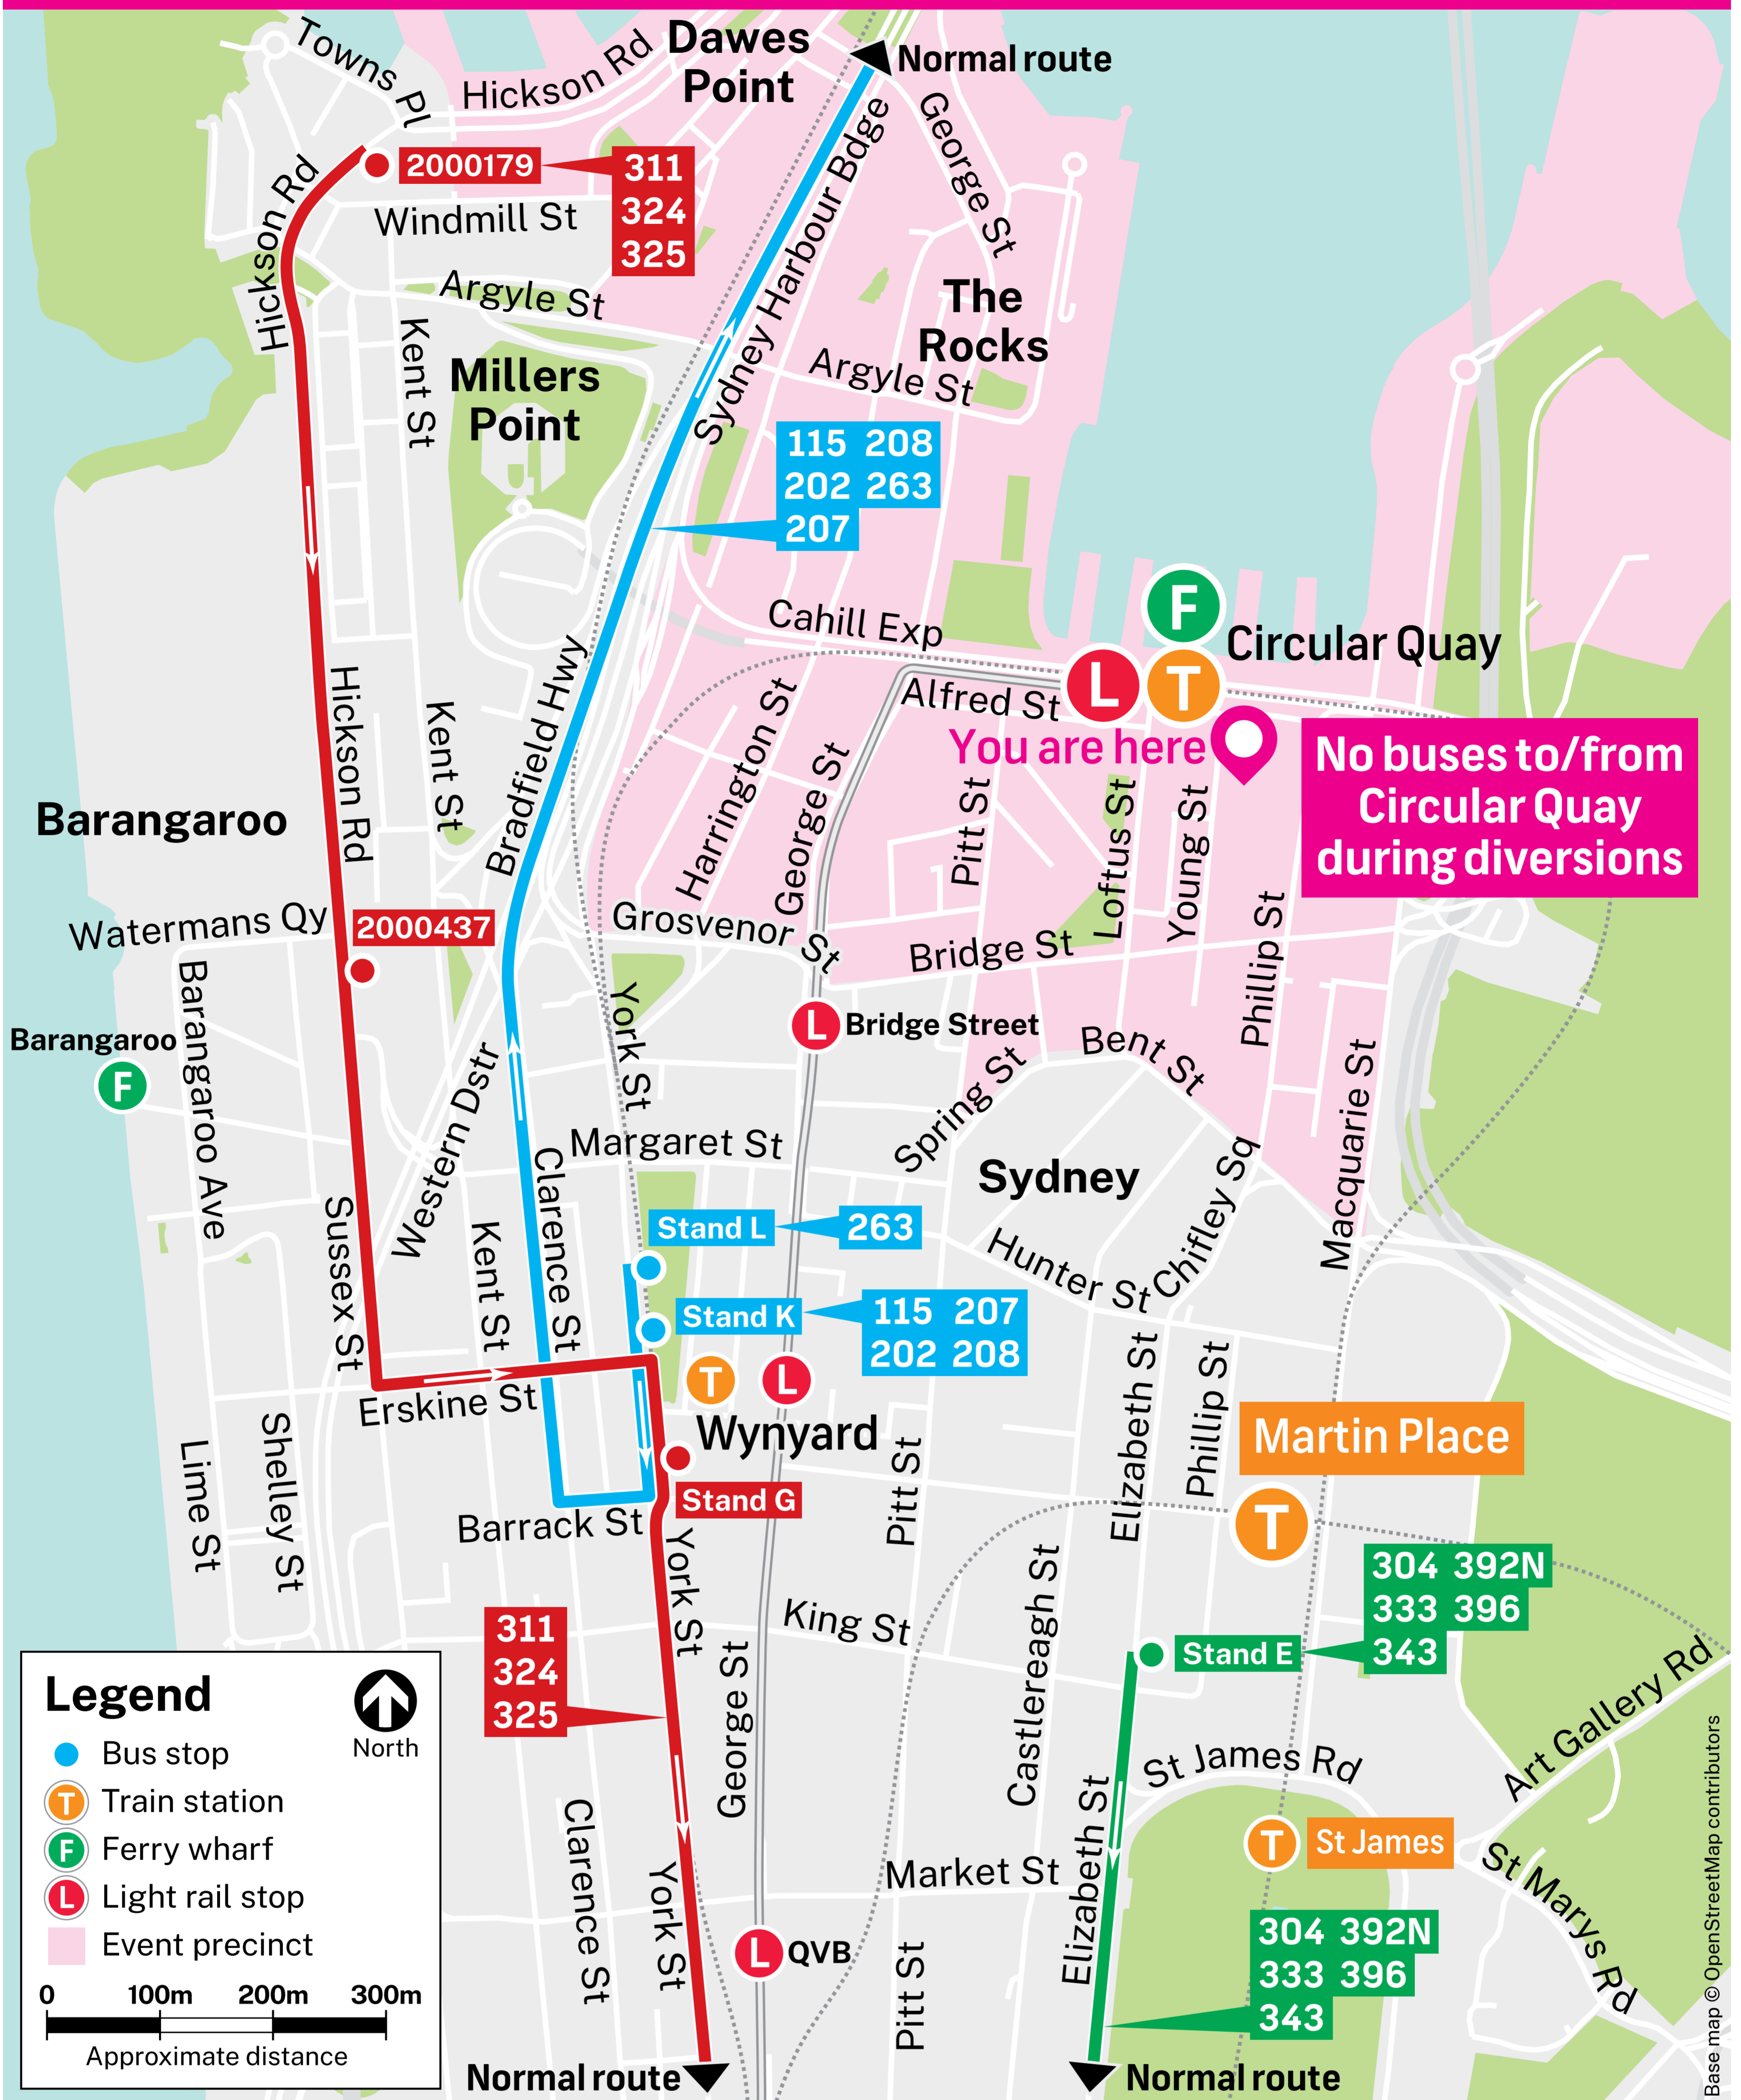 Dawes
Point
Normal route
Towns Pl
Hickson Rd
2000179
311
324
325
Hickson Rd
Windmill St
Argyle St
Kent St
Millers
Point
Sydney Harbour Bdge
George St
The
Rocks
Argyle St
115 208
202 263
207
Cahill Exp
F
Circular Quay
L
T
Alfred St
You are here
No buses to/from
Circular Quay
during diversions
Hickson Rd
Kent St
Bradfield Hwy
Harrington St
George St
Pitt St
Loftus St
Young St
Phillip St
Barangaroo
Watermans Qy
2000437
Grosvenor St
Bridge St
Barangaroo
F
Barangaroo Ave
York St
L
Bridge Street
Bent St
Spring St
Macquarie St
Western Dstr
Clarence St
Margaret St
Sydney
Chifley Sq
Hunter St
Sussex St
Kent St
Stand L
263
Stand K
115 207
202 208
T
L
Wynyard
Erskine St
Stand G
Barrack St
York St
Lime St
Shelley St
Pitt St
Elizabeth St
Phillip St
Martin Place
T
304 392N
333 396
343
Stand E
Castlereagh St
King St
George St
311
324
325
Art Gallery Rd
St James Rd
Elizabeth St
T
St James
St Marys Rd
Market St
Clarence St
York St
L
QVB
Pitt St
304 392N
333 396
343
Normal route
Normal route
Legend
North
Bus stop
T
Train station
F
Ferry wharf
L
Light rail stop
Event precinct
0 100m 200m 300m
Approximate distance
Base map © OpenStreetMap contributors